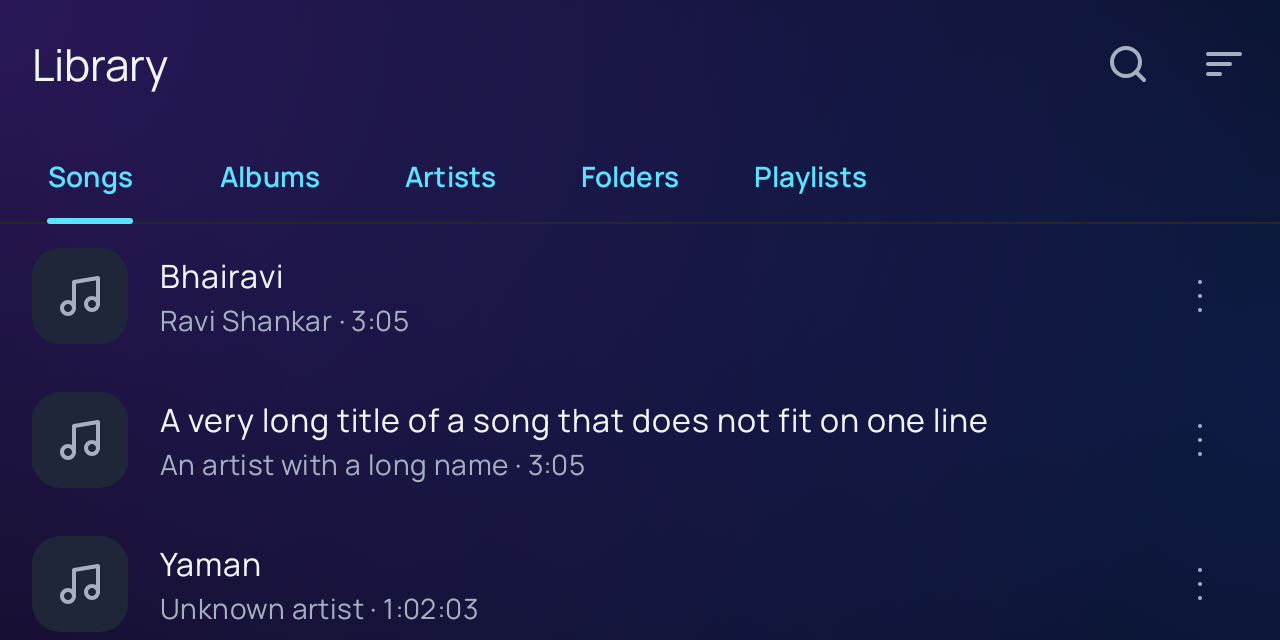 Library
Songs Albums Artists Folders Playlists
Bhairavi
Ravi Shankar · 3:05
A very long title of a song that does not fit on one line
An artist with a long name · 3:05
Yaman
Unknown artist · 1:02:03